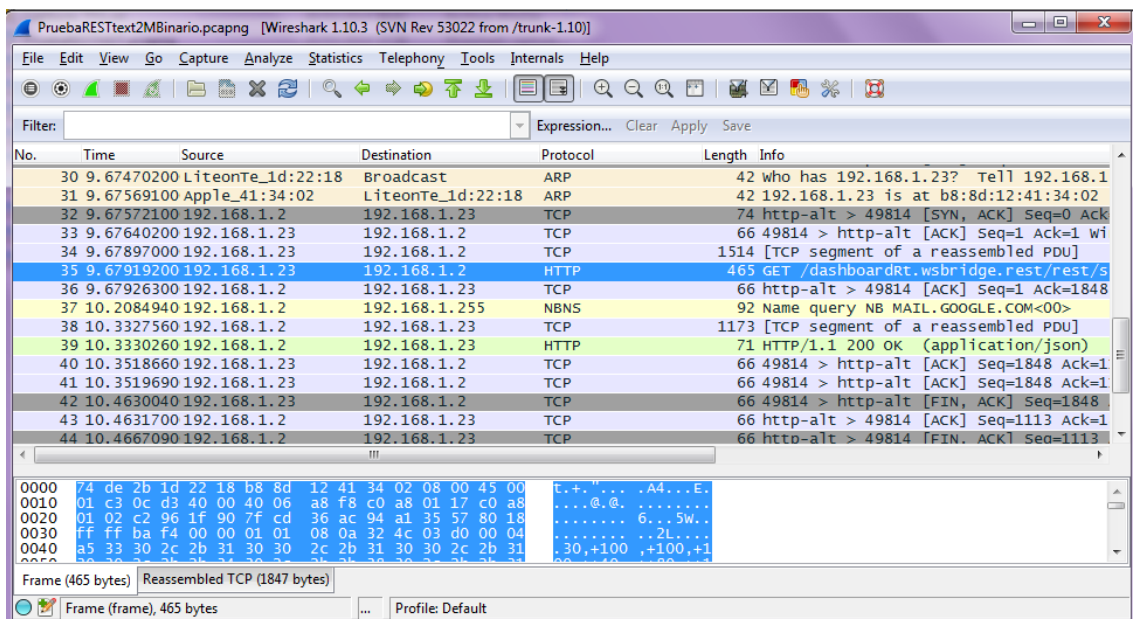 PruebaRESTtext2MBinario.pcapng [Wireshark 1.10.3 (SVN Rev 53022 from /trunk-1.10)]
File Edit View Go Capture Analyze Statistics Telephony Tools Internals Help
Filter: Expression... Clear Apply Save
No. Time Source Destination Protocol Length Info
30 9.67470200 LiteonTe_1d:22:18 Broadcast ARP 42 Who has 192.168.1.23? Tell 192.168.1
31 9.67569100 Apple_41:34:02 LiteonTe_1d:22:18 ARP 42 192.168.1.23 is at b8:8d:12:41:34:02
32 9.67572100 192.168.1.2 192.168.1.23 TCP 74 http-alt > 49814 [SYN, ACK] Seq=0 Ack
33 9.67640200 192.168.1.23 192.168.1.2 TCP 66 49814 > http-alt [ACK] Seq=1 Ack=1 Wi
34 9.67897000 192.168.1.23 192.168.1.2 TCP 1514 [TCP segment of a reassembled PDU]
35 9.67919200 192.168.1.23 192.168.1.2 HTTP 465 GET /dashboardRt.wsbridge.rest/rest/s
36 9.67926300 192.168.1.2 192.168.1.23 TCP 66 http-alt > 49814 [ACK] Seq=1 Ack=1848
37 10.2084940 192.168.1.2 192.168.1.255 NBNS 92 Name query NB MAIL.GOOGLE.COM<00>
38 10.3327560 192.168.1.2 192.168.1.23 TCP 1173 [TCP segment of a reassembled PDU]
39 10.3330260 192.168.1.2 192.168.1.23 HTTP 71 HTTP/1.1 200 OK (application/json)
40 10.3518660 192.168.1.23 192.168.1.2 TCP 66 49814 > http-alt [ACK] Seq=1848 Ack=1
41 10.3519690 192.168.1.23 192.168.1.2 TCP 66 49814 > http-alt [ACK] Seq=1848 Ack=1
42 10.4630040 192.168.1.23 192.168.1.2 TCP 66 49814 > http-alt [FIN, ACK] Seq=1848
43 10.4631700 192.168.1.2 192.168.1.23 TCP 66 http-alt > 49814 [ACK] Seq=1113 Ack=1
44 10.4667090 192.168.1.2 192.168.1.23 TCP 66 http-alt > 49814 [FIN, ACK] Seq=1113
0000 74 de 2b 1d 22 18 b8 8d 12 41 34 02 08 00 45 00 t.+."... .A4...E.
0010 01 c3 0c d3 40 00 40 06 a8 f8 c0 a8 01 17 c0 a8 ....@.@. ........
0020 01 02 c2 96 1f 90 7f cd 36 ac 94 a1 35 57 80 18 ........ 6...5W..
0030 ff ff ba f4 00 00 01 01 08 0a 32 4c 03 d0 00 04 ........ ..2L....
0040 a5 33 30 2c 2b 31 30 30 2c 2b 31 30 30 2c 2b 31 .30,+100 ,+100,+1
Frame (465 bytes) Reassembled TCP (1847 bytes)
Frame (frame), 465 bytes ... Profile: Default